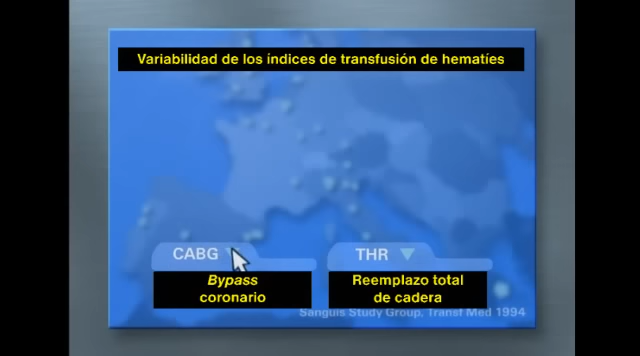 Variabilidad de los índices de transfusión de hematíes
CABG
THR
Bypass
coronario
Reemplazo total
de cadera
Sanguis Study Group, Transf Med 1994